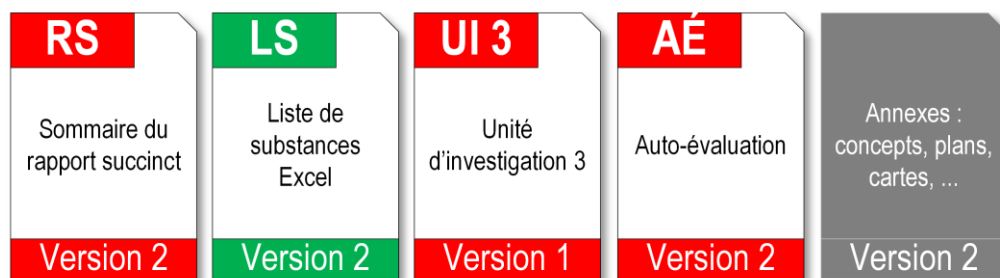 RS
Sommaire du
rapport succinct
Version 2
LS
Liste de
substances
Excel
Version 2
UI 3
Unité
d'investigation 3
Version 1
AÉ
Auto-évaluation
Version 2
Annexes :
concepts, plans,
cartes, ...
Version 2